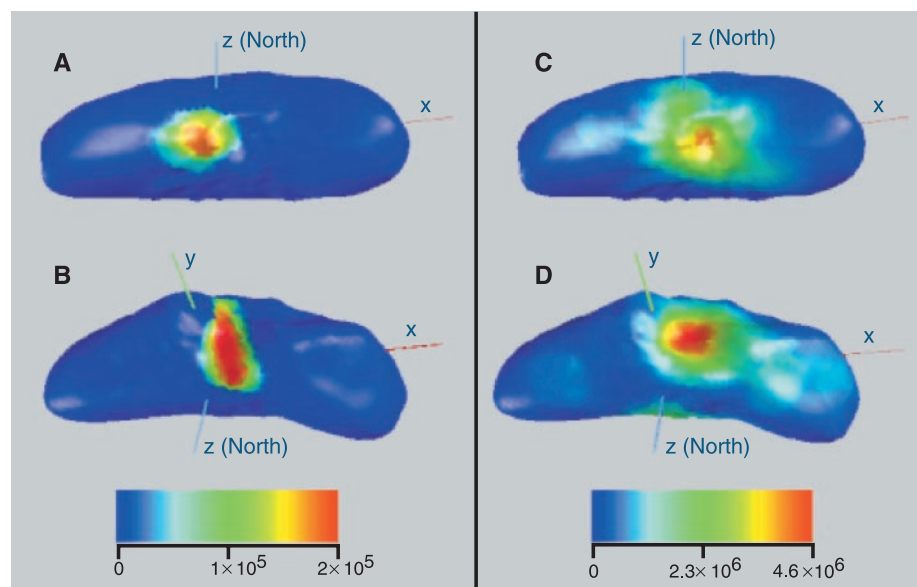 A
z (North)
x
B
y
x
z (North)
0
1×10⁵
2×10⁵
C
z (North)
x
D
y
x
z (North)
0
2.3×10⁶
4.6×10⁶